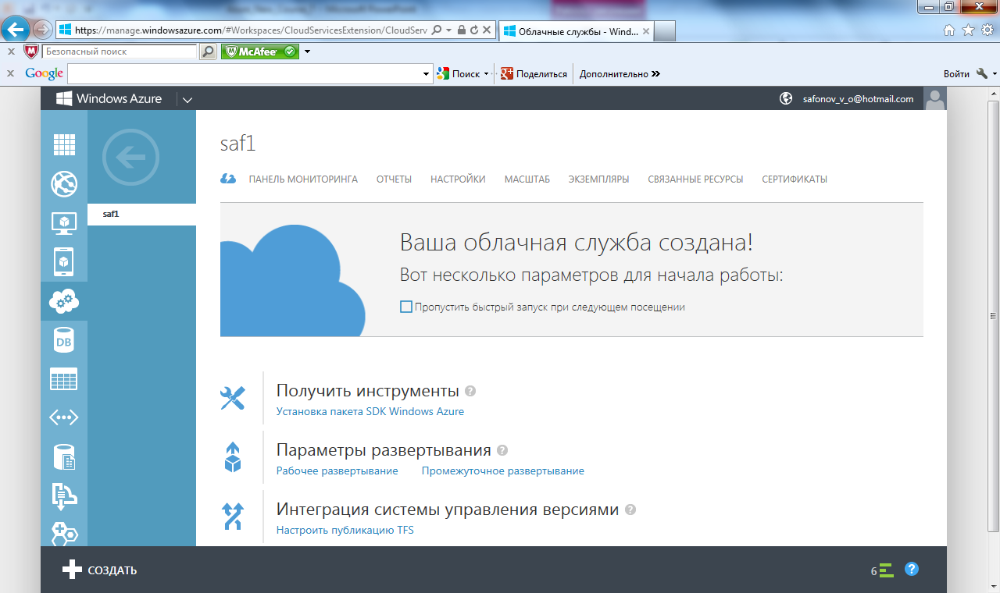 https://manage.windowsazure.com/#Workspaces/CloudServicesExtension/CloudServ
Облачные службы - Wind...
Безопасный поиск
McAfee
Google
Поиск
Поделиться
Дополнительно
Войти
Windows Azure
safonov_v_o@hotmail.com
saf1
saf1
ПАНЕЛЬ МОНИТОРИНГА ОТЧЕТЫ НАСТРОЙКИ МАСШТАБ ЭКЗЕМПЛЯРЫ СВЯЗАННЫЕ РЕСУРСЫ СЕРТИФИКАТЫ
Ваша облачная служба создана!
Вот несколько параметров для начала работы:
Пропустить быстрый запуск при следующем посещении
DB
Получить инструменты ?
Установка пакета SDK Windows Azure
Параметры развертывания ?
Рабочее развертывание Промежуточное развертывание
Интеграция системы управления версиями ?
Настроить публикацию TFS
СОЗДАТЬ
6
?